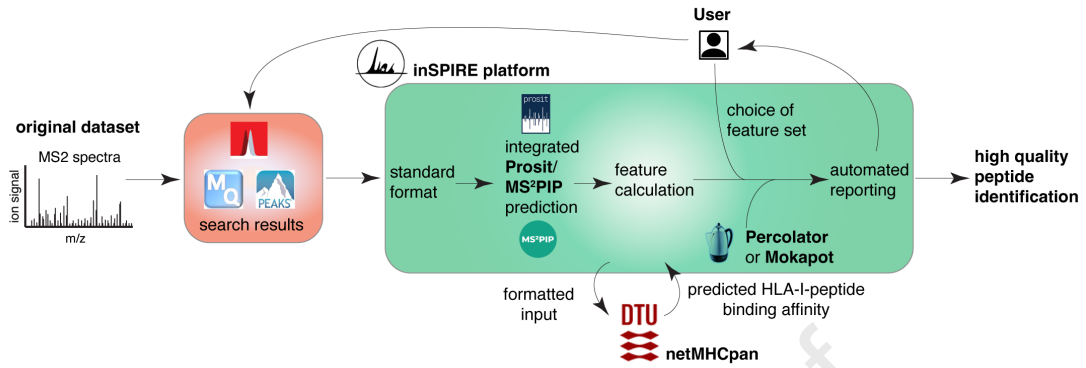 User
inSPIRE platform
original dataset
MS2 spectra
ion signal
m/z
MQ
PEAKS
search results
standard
format
prosit
integrated
Prosit/
MS²PIP
prediction
MS²PIP
feature
calculation
choice of
feature set
Percolator
or Mokapot
automated
reporting
high quality
peptide
identification
formatted
input
DTU
netMHCpan
predicted HLA-I-peptide
binding affinity
f